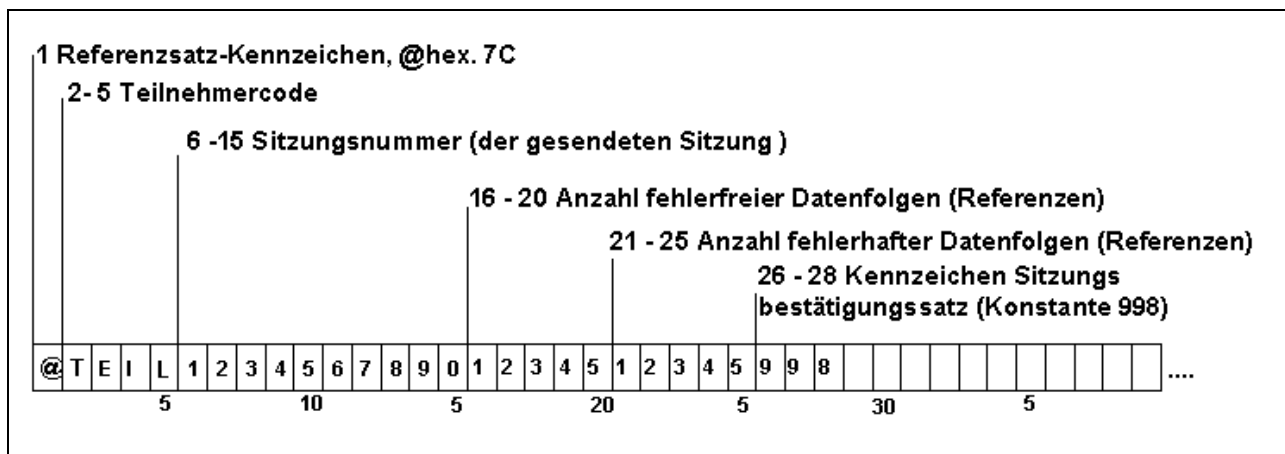 1 Referenzsatz-Kennzeichen, @hex. 7C
2- 5 Teilnehmercode
6 -15 Sitzungsnummer (der gesendeten Sitzung )
16 - 20 Anzahl fehlerfreier Datenfolgen (Referenzen)
21 - 25 Anzahl fehlerhafter Datenfolgen (Referenzen)
26 - 28 Kennzeichen Sitzungs
bestätigungssatz (Konstante 998)
@ T E I L 1 2 3 4 5 6 7 8 9 0 1 2 3 4 5 1 2 3 4 5 9 9 8 ....
5 10 5 20 5 30 5